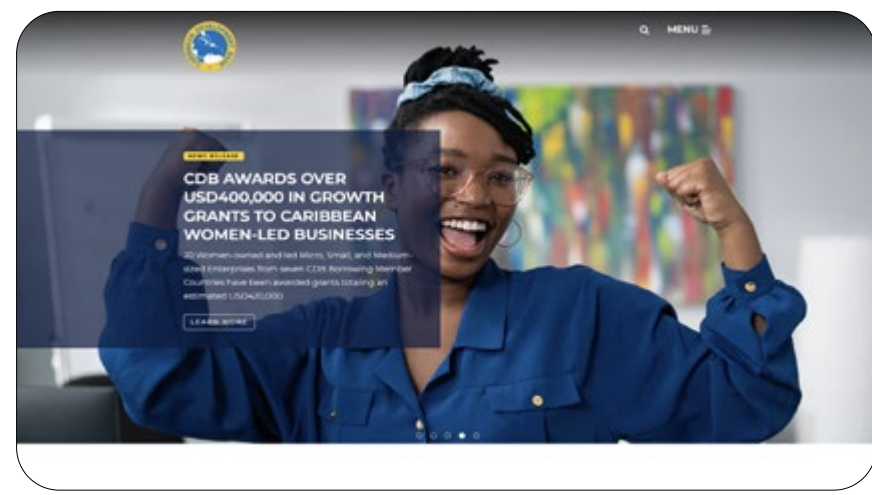 MENU
NEWS RELEASE
CDB AWARDS OVER
USD400,000 IN GROWTH
GRANTS TO CARIBBEAN
WOMEN-LED BUSINESSES
20 Women-owned and led Micro, Small, and Medium-
sized Enterprises from seven CDB Borrowing Member
Countries have been awarded grants totaling an
estimated USD420,000
LEARN MORE